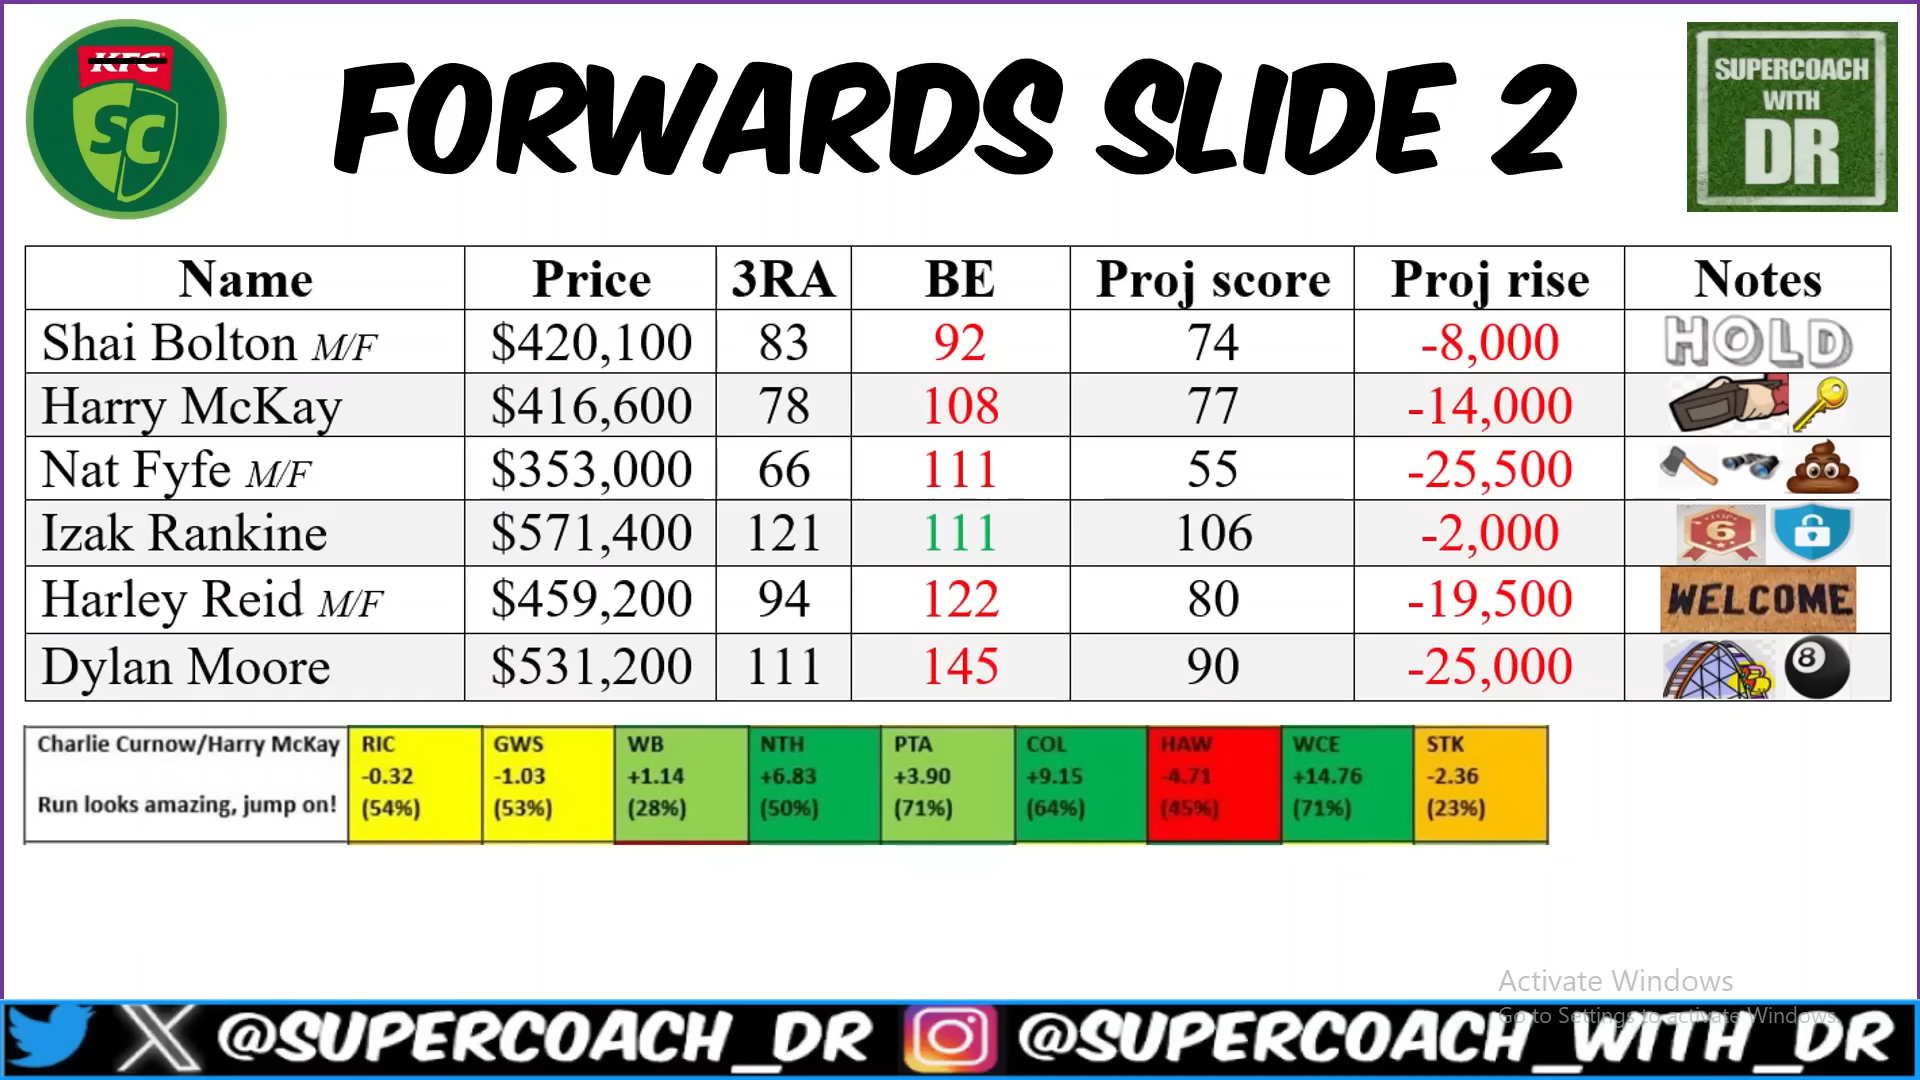 KFC
SC
FORWARDS SLIDE 2
SUPERCOACH
WITH
DR
Name Price 3RA BE Proj score Proj rise Notes
Shai Bolton M/F $420,100 83 92 74 -8,000 HOLD
Harry McKay $416,600 78 108 77 -14,000
Nat Fyfe M/F $353,000 66 111 55 -25,500
Izak Rankine $571,400 121 111 106 -2,000 6
Harley Reid M/F $459,200 94 122 80 -19,500 WELCOME
Dylan Moore $531,200 111 145 90 -25,000 8
Charlie Curnow/Harry McKay RIC GWS WB NTH PTA COL HAW WCE STK
-0.32 -1.03 +1.14 +6.83 +3.90 +9.15 -4.71 +14.76 -2.36
Run looks amazing, jump on! (54%) (53%) (28%) (50%) (71%) (64%) (45%) (71%) (23%)
Activate Windows
Go to Settings to activate Windows.
@SUPERCOACH_DR @SUPERCOACH_WITH_DR